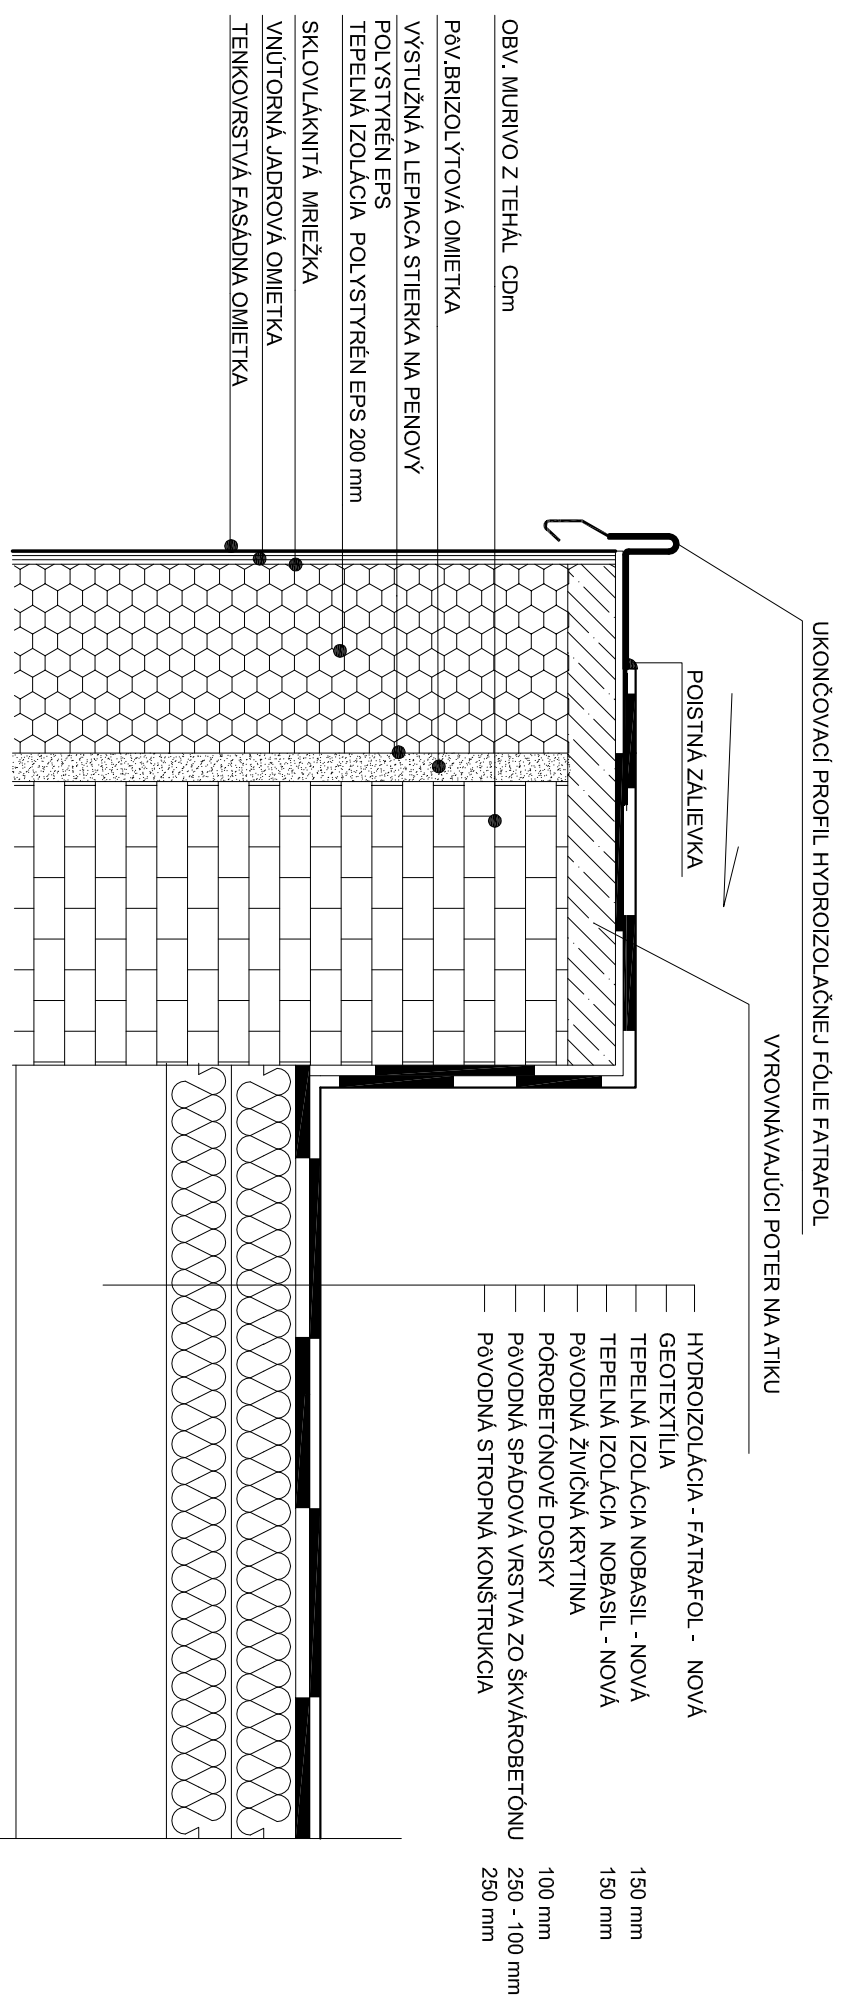 UKONČOVACÍ PROFIL HYDROIZOLAČNEJ FÓLIE FATRAFOL
VYROVNÁVAJÚCI POTER NA ATIKU
POISTNÁ ZÁLIEVKA
HYDROIZOLÁCIA - FATRAFOL - NOVÁ
GEOTEXTÍLIA
TEPELNÁ IZOLÁCIA NOBASIL - NOVÁ 150 mm
TEPELNÁ IZOLÁCIA NOBASIL - NOVÁ 150 mm
PôVODNÁ ŽIVIČNÁ KRYTINA
PÓROBETÓNOVÉ DOSKY 100 mm
PôVODNÁ SPÁDOVÁ VRSTVA ZO ŠKVÁROBETÓNU 250 - 100 mm
PôVODNÁ STROPNÁ KONŠTRUKCIA 250 mm
OBV. MURIVO Z TEHÁL CDm
PôV.BRIZOLÝTOVÁ OMIETKA
VÝSTUŽNÁ A LEPIACA STIERKA NA PENOVÝ
POLYSTYRÉN EPS
TEPELNÁ IZOLÁCIA POLYSTYRÉN EPS 200 mm
SKLOVLÁKNITÁ MRIEŽKA
VNÚTORNÁ JADROVÁ OMIETKA
TENKOVRSTVÁ FASÁDNA OMIETKA